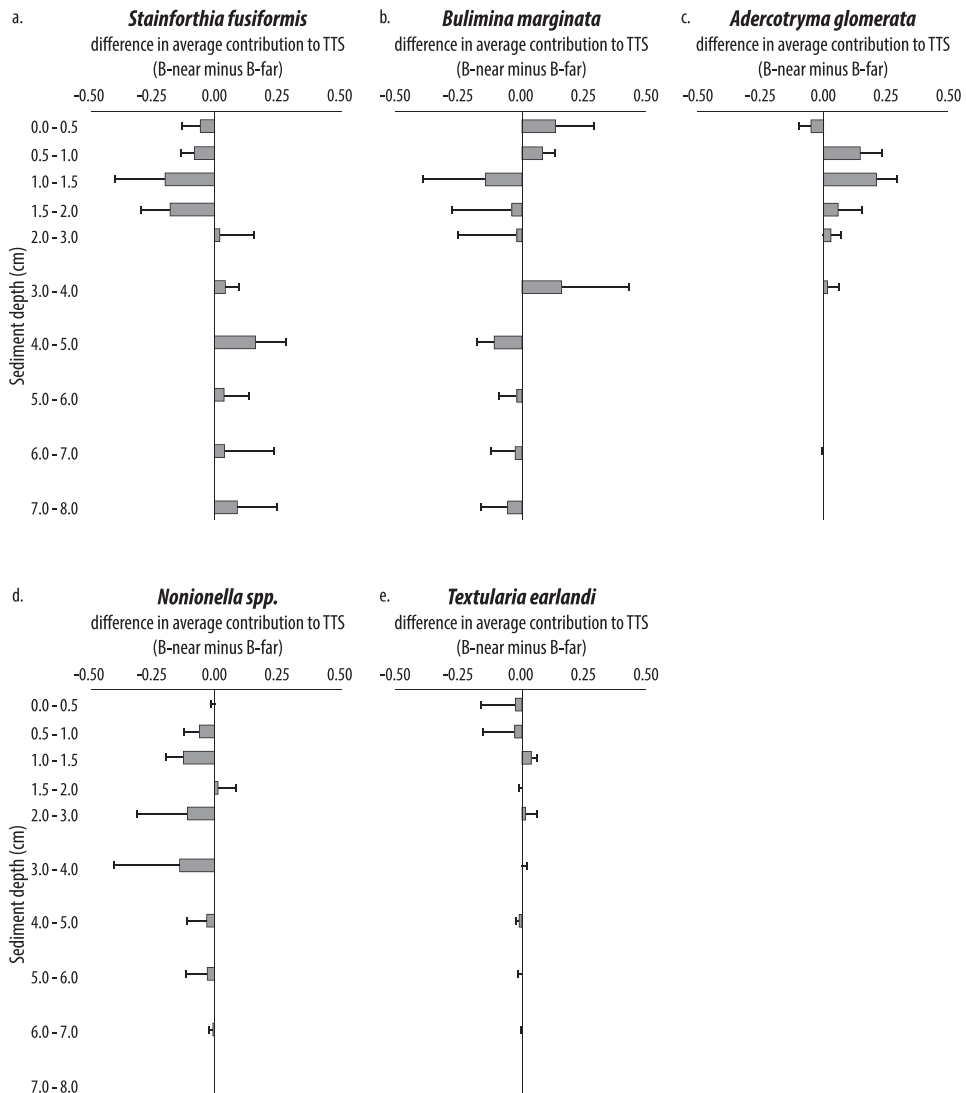 a.
Stainforthia fusiformis
difference in average contribution to TTS
(B-near minus B-far)
-0.50 -0.25 0.00 0.25 0.50
b.
Bulimina marginata
difference in average contribution to TTS
(B-near minus B-far)
-0.50 -0.25 0.00 0.25 0.50
c.
Adercotryma glomerata
difference in average contribution to TTS
(B-near minus B-far)
-0.50 -0.25 0.00 0.25 0.50
Sediment depth (cm)
0.0 - 0.5
0.5 - 1.0
1.0 - 1.5
1.5 - 2.0
2.0 - 3.0
3.0 - 4.0
4.0 - 5.0
5.0 - 6.0
6.0 - 7.0
7.0 - 8.0
d.
Nonionella spp.
difference in average contribution to TTS
(B-near minus B-far)
-0.50 -0.25 0.00 0.25 0.50
e.
Textularia earlandi
difference in average contribution to TTS
(B-near minus B-far)
-0.50 -0.25 0.00 0.25 0.50
Sediment depth (cm)
0.0 - 0.5
0.5 - 1.0
1.0 - 1.5
1.5 - 2.0
2.0 - 3.0
3.0 - 4.0
4.0 - 5.0
5.0 - 6.0
6.0 - 7.0
7.0 - 8.0